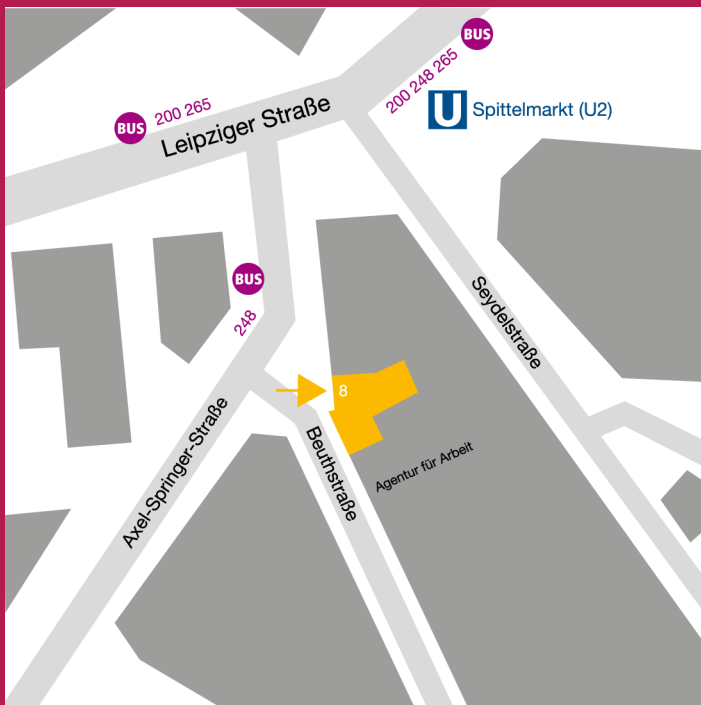 BUS
200 248 265
BUS
200 265
Leipziger Straße
U
Spittelmarkt (U2)
BUS
248
Seydelstraße
8
Axel-Springer-Straße
Beuthstraße
Agentur für Arbeit